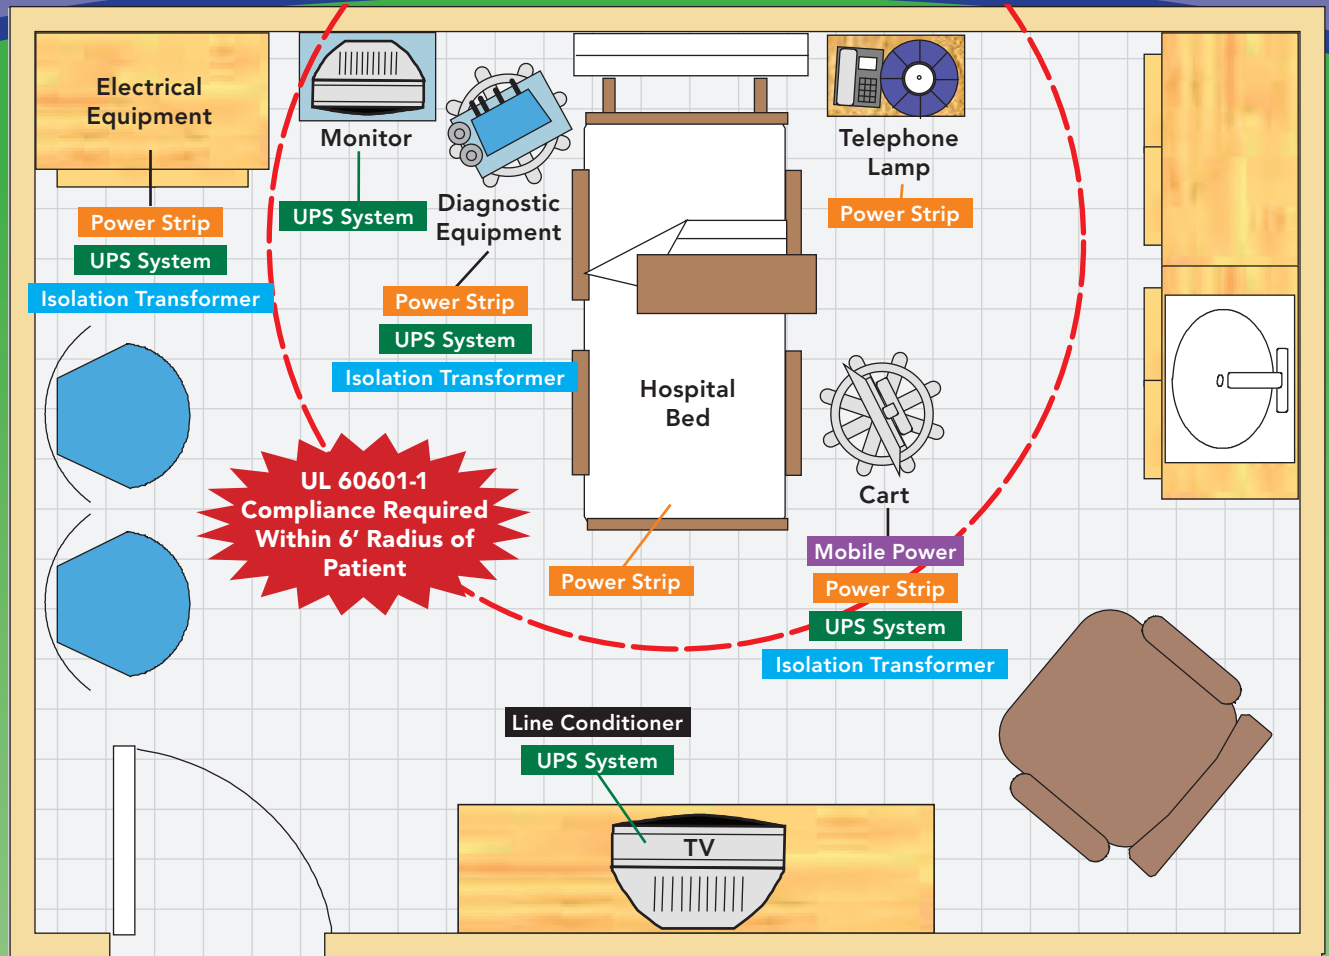 Electrical
Equipment
Power Strip
UPS System
Isolation Transformer
Monitor
UPS System
Diagnostic
Equipment
Power Strip
UPS System
Isolation Transformer
Telephone
Lamp
Power Strip
Hospital
Bed
Power Strip
UL 60601-1
Compliance Required
Within 6’ Radius of
Patient
Cart
Mobile Power
Power Strip
UPS System
Isolation Transformer
Line Conditioner
UPS System
TV